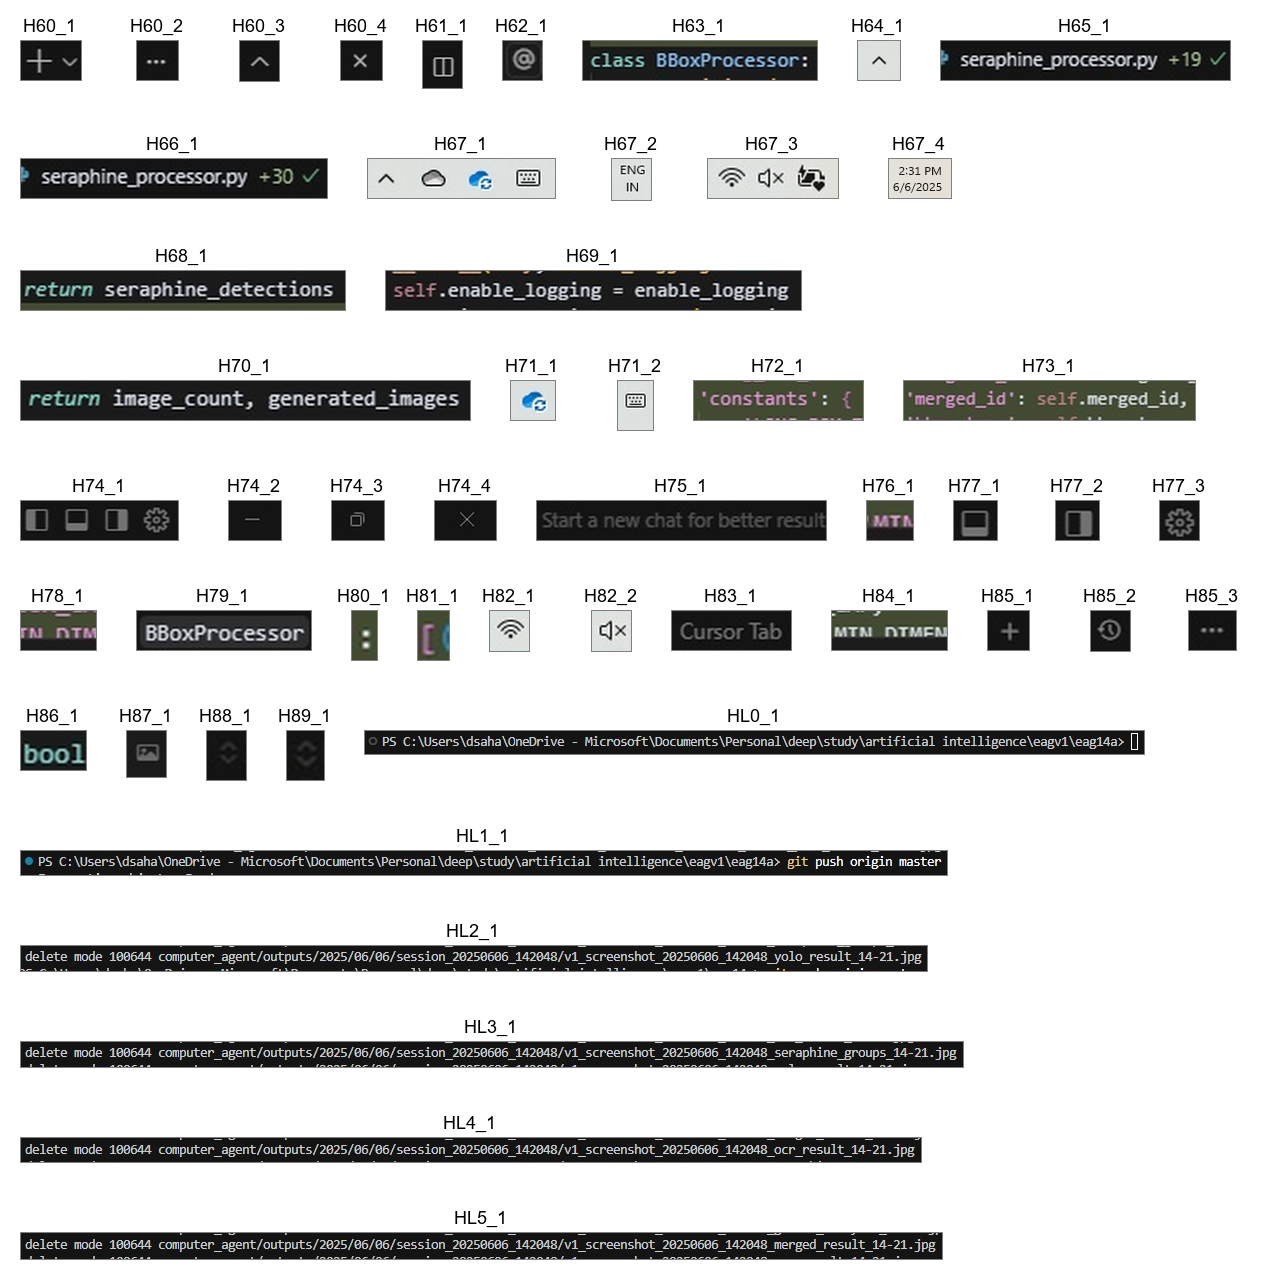 H60_1 H60_2 H60_3 H60_4 H61_1 H62_1 H63_1 H64_1 H65_1
@ class BBoxProcessor: seraphine_processor.py +19
H66_1 H67_1 H67_2 H67_3 H67_4
seraphine_processor.py +30 ENG 2:31 PM
IN 6/6/2025
H68_1 H69_1
return seraphine_detections self.enable_logging = enable_logging
H70_1 H71_1 H71_2 H72_1 H73_1
return image_count, generated_images 'constants': { 'merged_id': self.merged_id,
H74_1 H74_2 H74_3 H74_4 H75_1 H76_1 H77_1 H77_2 H77_3
Start a new chat for better result
H78_1 H79_1 H80_1 H81_1 H82_1 H82_2 H83_1 H84_1 H85_1 H85_2 H85_3
BBoxProcessor : [ Cursor Tab
H86_1 H87_1 H88_1 H89_1 HL0_1
bool PS C:\Users\dsaha\OneDrive - Microsoft\Documents\Personal\deep\study\artificial intelligence\eagv1\eag14a>
HL1_1
PS C:\Users\dsaha\OneDrive - Microsoft\Documents\Personal\deep\study\artificial intelligence\eagv1\eag14a> git push origin master
HL2_1
delete mode 100644 computer_agent/outputs/2025/06/06/session_20250606_142048/v1_screenshot_20250606_142048_yolo_result_14-21.jpg
HL3_1
delete mode 100644 computer_agent/outputs/2025/06/06/session_20250606_142048/v1_screenshot_20250606_142048_seraphine_groups_14-21.jpg
HL4_1
delete mode 100644 computer_agent/outputs/2025/06/06/session_20250606_142048/v1_screenshot_20250606_142048_ocr_result_14-21.jpg
HL5_1
delete mode 100644 computer_agent/outputs/2025/06/06/session_20250606_142048/v1_screenshot_20250606_142048_merged_result_14-21.jpg